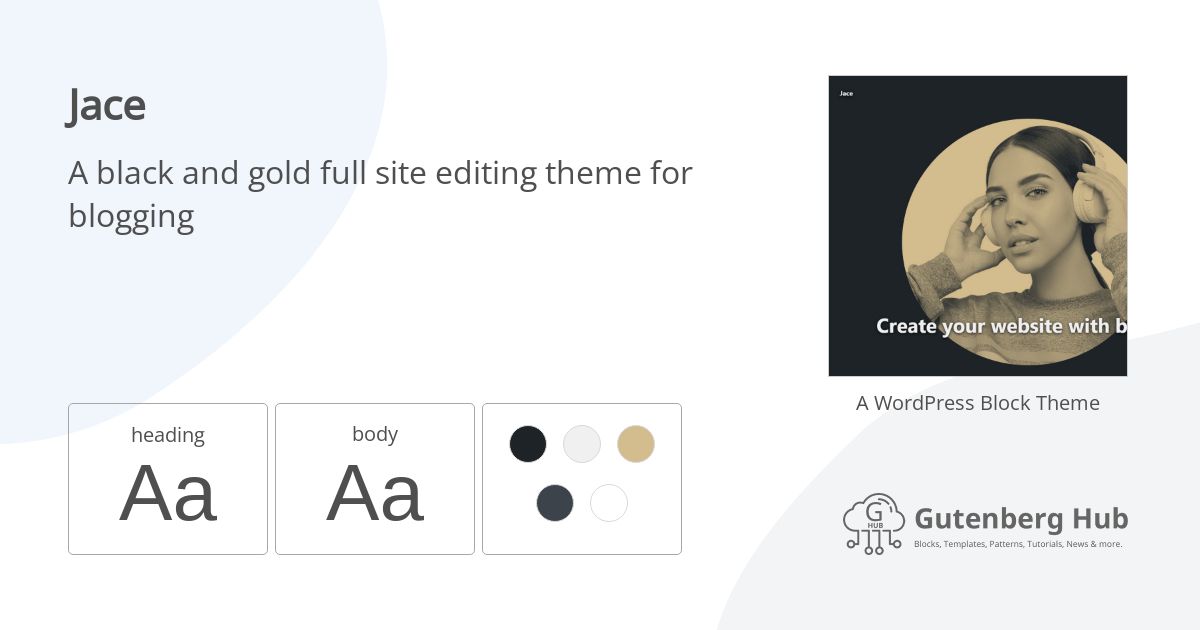 Jace
A black and gold full site editing theme for
blogging
Jace
Create your website with b
A WordPress Block Theme
heading
Aa
body
Aa
G
HUB
Gutenberg Hub
Blocks, Templates, Patterns, Tutorials, News & more.